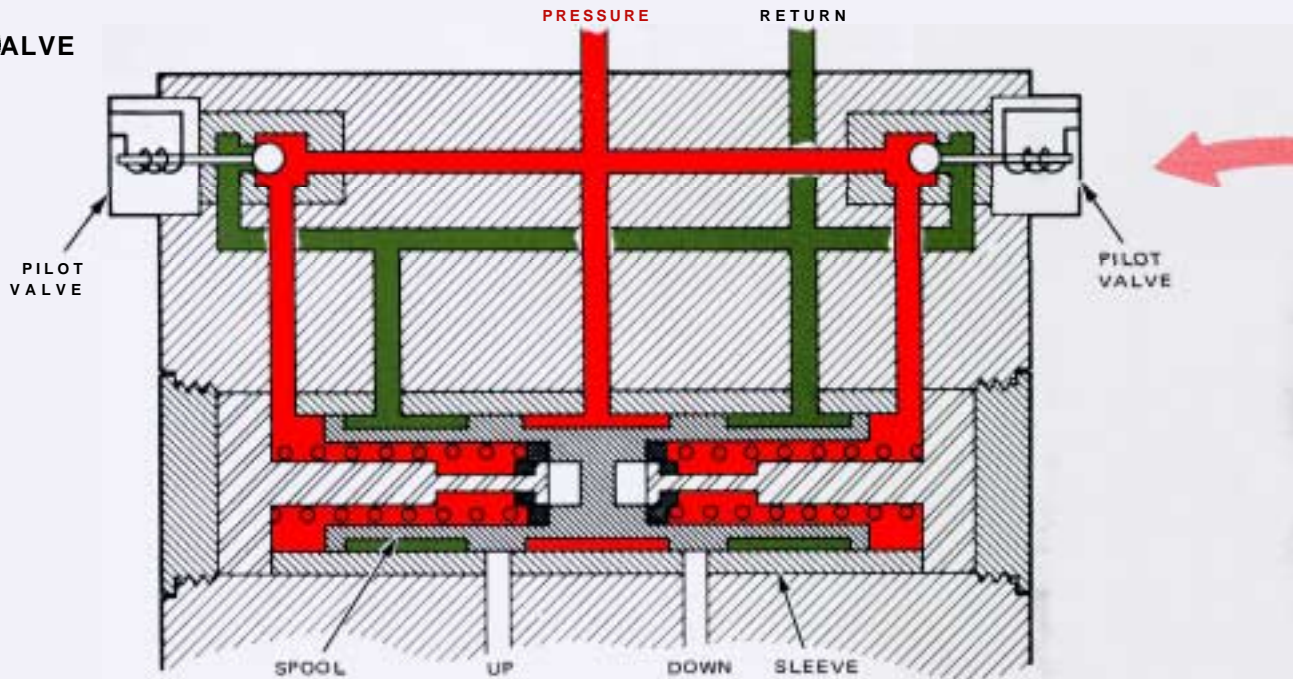 PRESSURE
RETURN
ALVE
PILOT
VALVE
PILOT
VALVE
SPOOL
UP
DOWN
SLEEVE